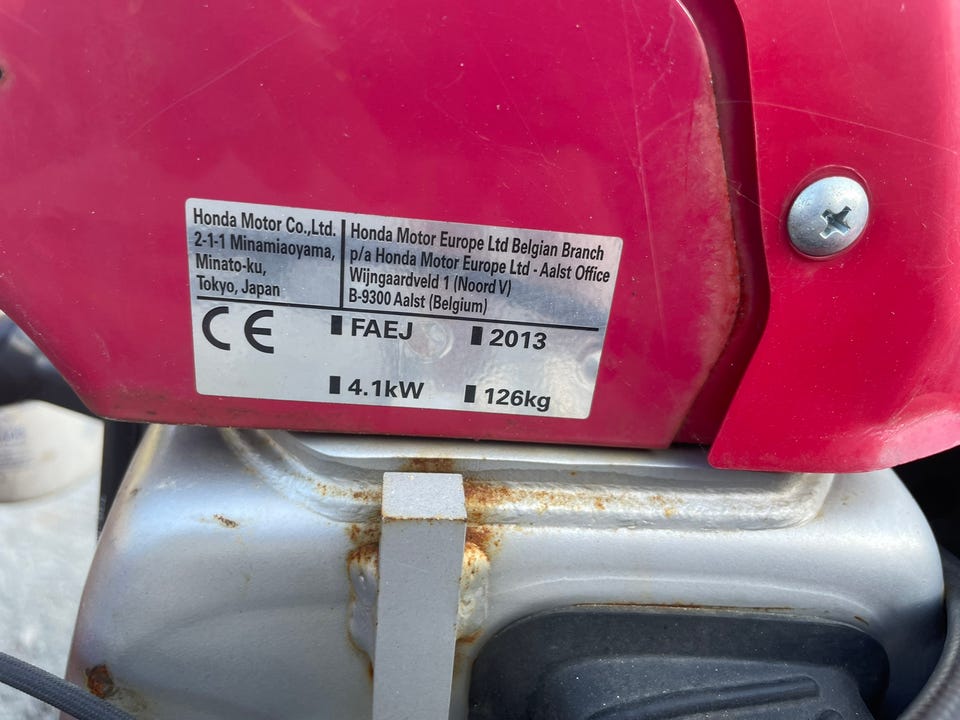 Honda Motor Co.,Ltd.
2-1-1 Minamiaoyama,
Minato-ku,
Tokyo, Japan
Honda Motor Europe Ltd Belgian Branch
p/a Honda Motor Europe Ltd - Aalst Office
Wijngaardveld 1 (Noord V)
B-9300 Aalst (Belgium)
CE
FAEJ
2013
4.1kW
126kg